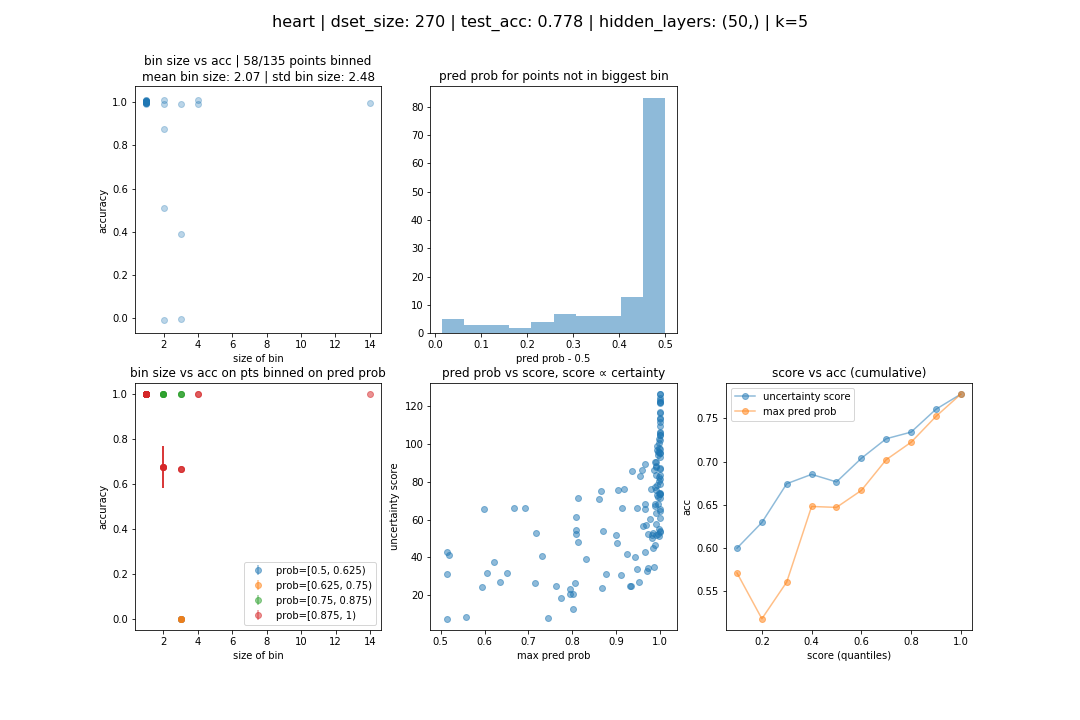 heart | dset_size: 270 | test_acc: 0.778 | hidden_layers: (50,) | k=5
bin size vs acc | 58/135 points binned
mean bin size: 2.07 | std bin size: 2.48
1.0
0.8
0.6
0.4
0.2
0.0
accuracy
2
4
6
8
10
12
14
size of bin
pred prob for points not in biggest bin
80
70
60
50
40
30
20
10
0
0.0
0.1
0.2
0.3
0.4
0.5
pred prob - 0.5
bin size vs acc on pts binned on pred prob
1.0
0.8
0.6
0.4
0.2
0.0
accuracy
prob=[0.5, 0.625)
prob=[0.625, 0.75)
prob=[0.75, 0.875)
prob=[0.875, 1)
2
4
6
8
10
12
14
size of bin
pred prob vs score, score ∝ certainty
120
100
80
60
40
20
uncertainty score
0.5
0.6
0.7
0.8
0.9
1.0
max pred prob
score vs acc (cumulative)
uncertainty score
max pred prob
0.75
0.70
0.65
0.60
0.55
acc
0.2
0.4
0.6
0.8
1.0
score (quantiles)